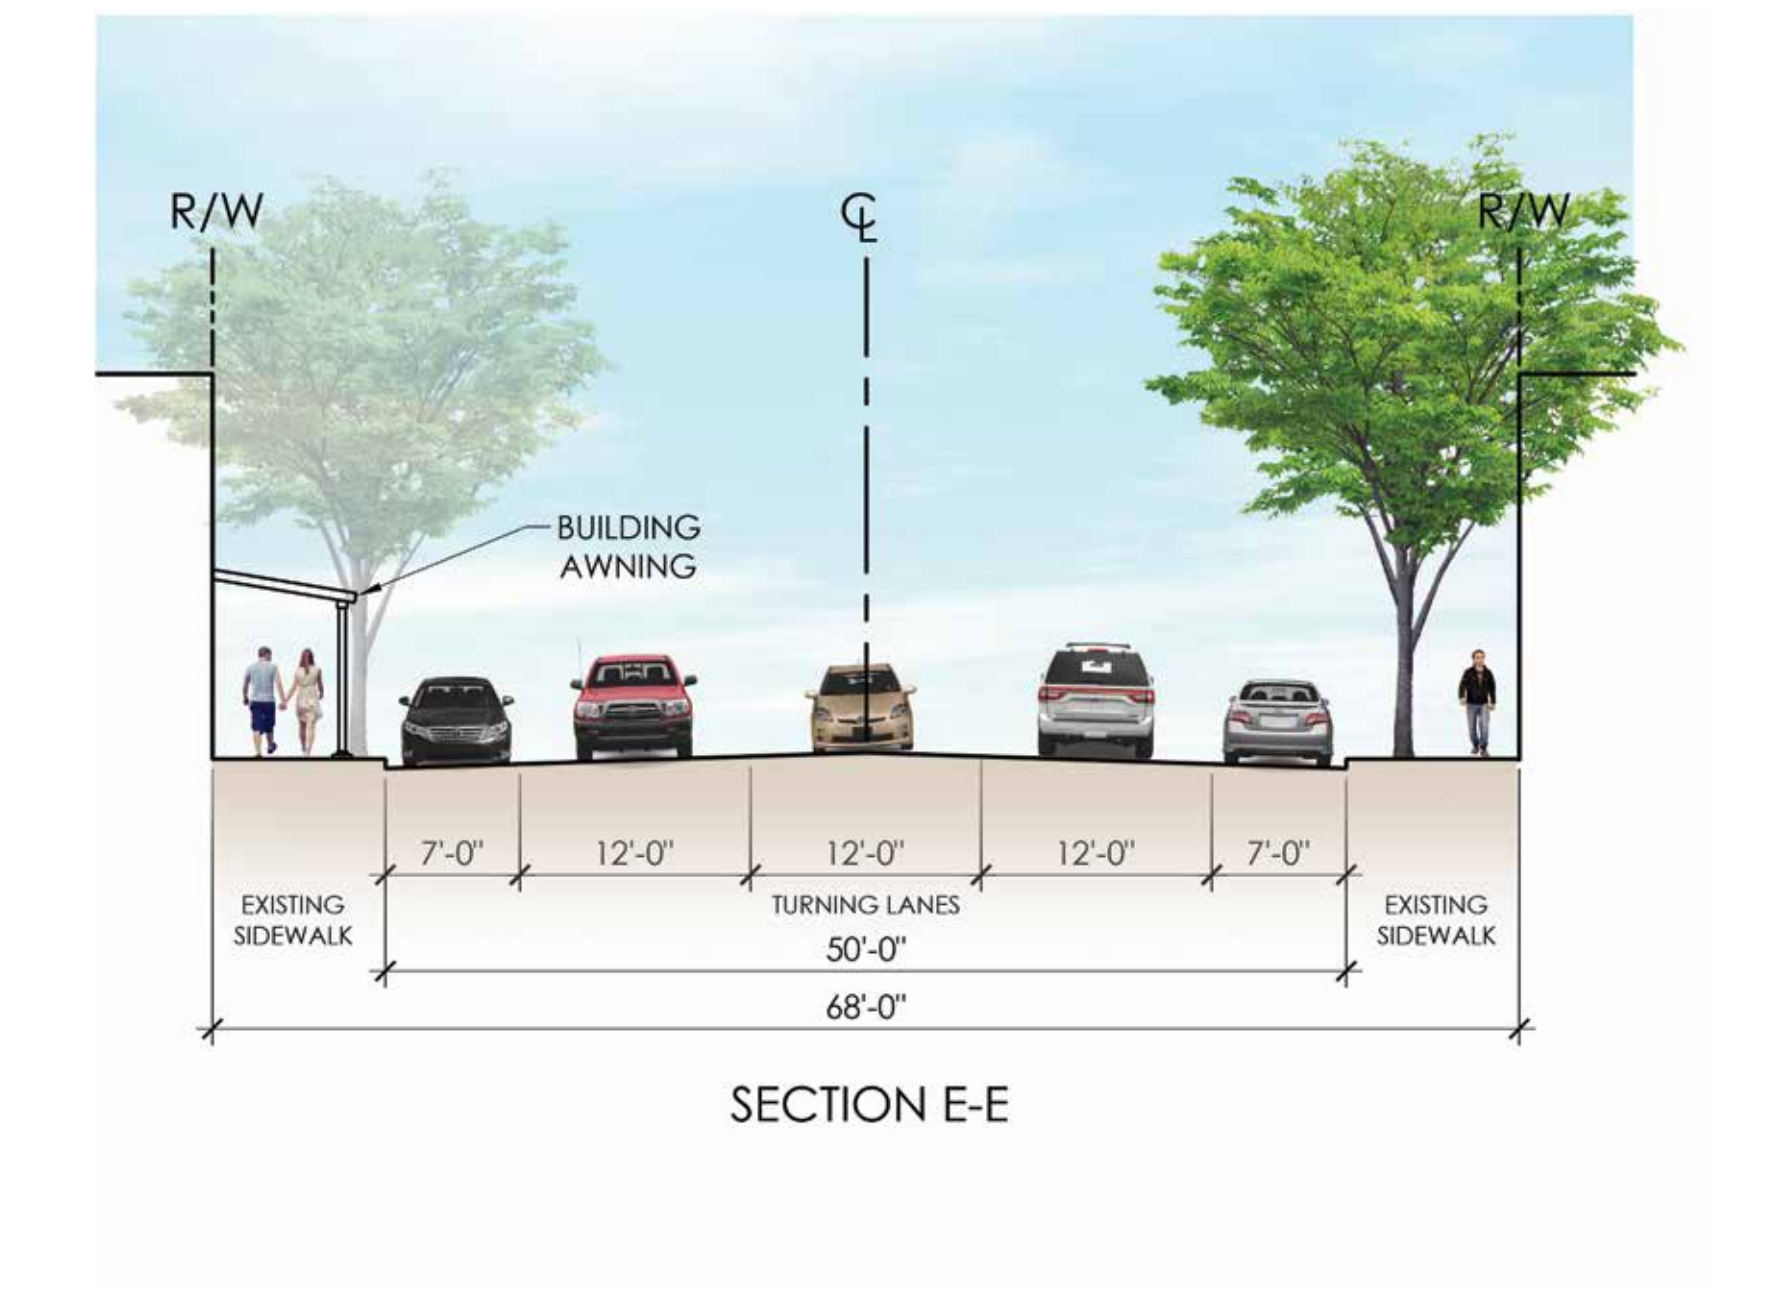 R/W
℄
R/W
BUILDING
AWNING
7'-0"
12'-0"
12'-0"
12'-0"
7'-0"
EXISTING
SIDEWALK
TURNING LANES
EXISTING
SIDEWALK
50'-0"
68'-0"
SECTION E-E